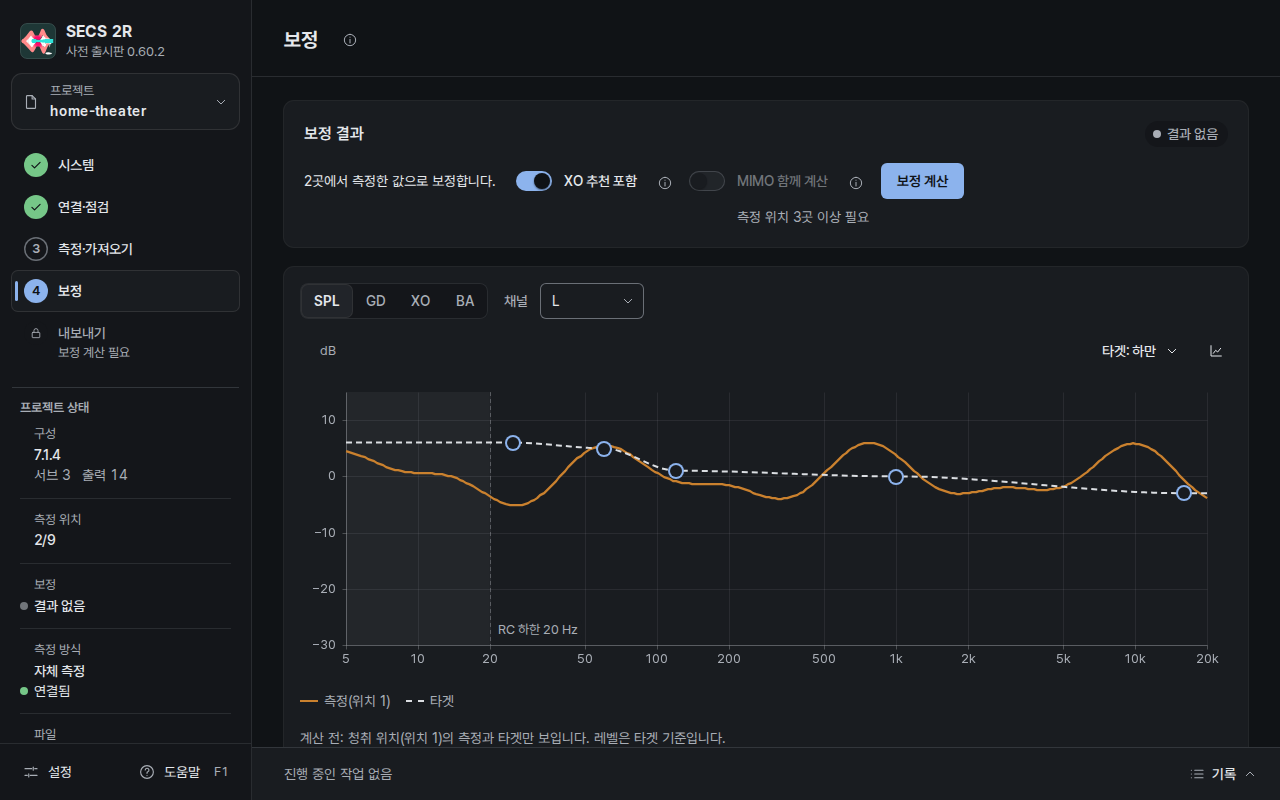 SECS 2R
사전 출시판 0.60.2
프로젝트
home-theater
시스템
연결·점검
3 측정·가져오기
4 보정
내보내기
보정 계산 필요
프로젝트 상태
구성
7.1.4
서브 3 출력 14
측정 위치
2/9
보정
결과 없음
측정 방식
자체 측정
연결됨
파일
설정
도움말 F1
보정
보정 결과
결과 없음
2곳에서 측정한 값으로 보정합니다.
XO 추천 포함
MIMO 함께 계산
보정 계산
측정 위치 3곳 이상 필요
SPL GD XO BA 채널 L
dB
타겟: 하만
10
0
−10
−20
−30
RC 하한 20 Hz
5 10 20 50 100 200 500 1k 2k 5k 10k 20k
측정(위치 1) 타겟
계산 전: 청취 위치(위치 1)의 측정과 타겟만 보입니다. 레벨은 타겟 기준입니다.
진행 중인 작업 없음
기록